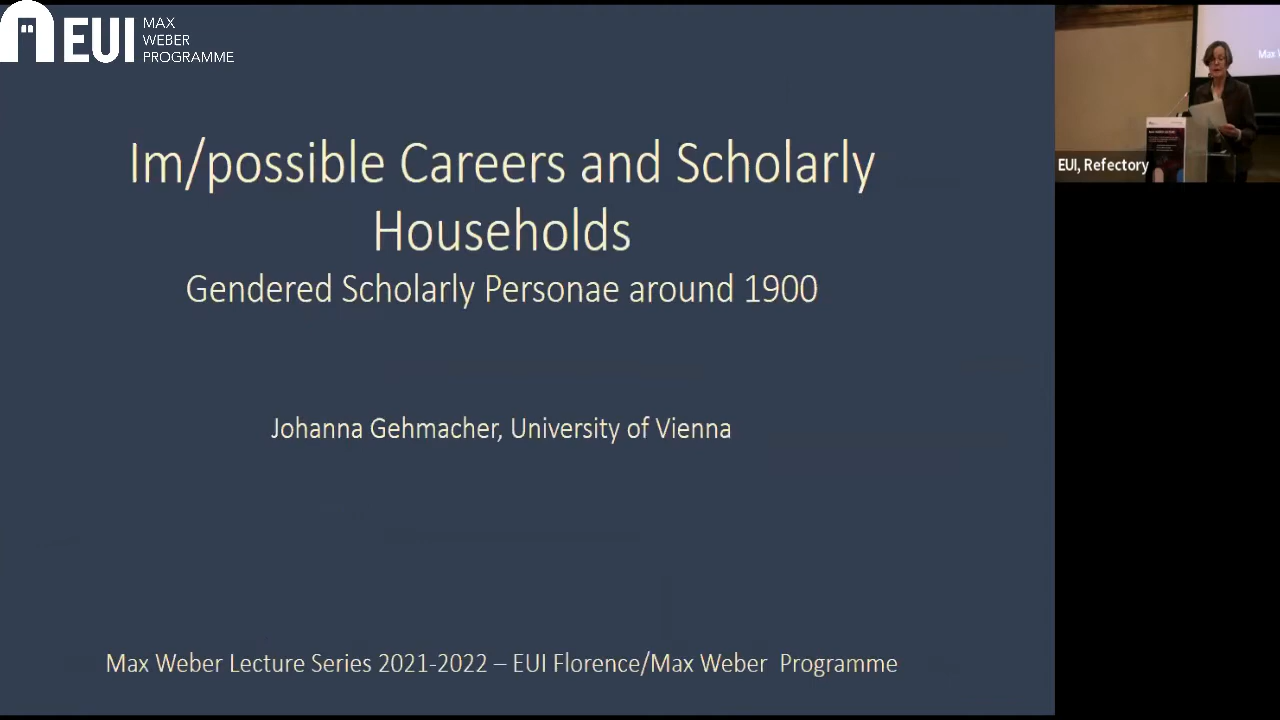 EUI
MAX
WEBER
PROGRAMME
Im/possible Careers and Scholarly
Households
Gendered Scholarly Personae around 1900
Johanna Gehmacher, University of Vienna
Max Weber Lecture Series 2021-2022 – EUI Florence/Max Weber Programme
Max
EUI, Refectory